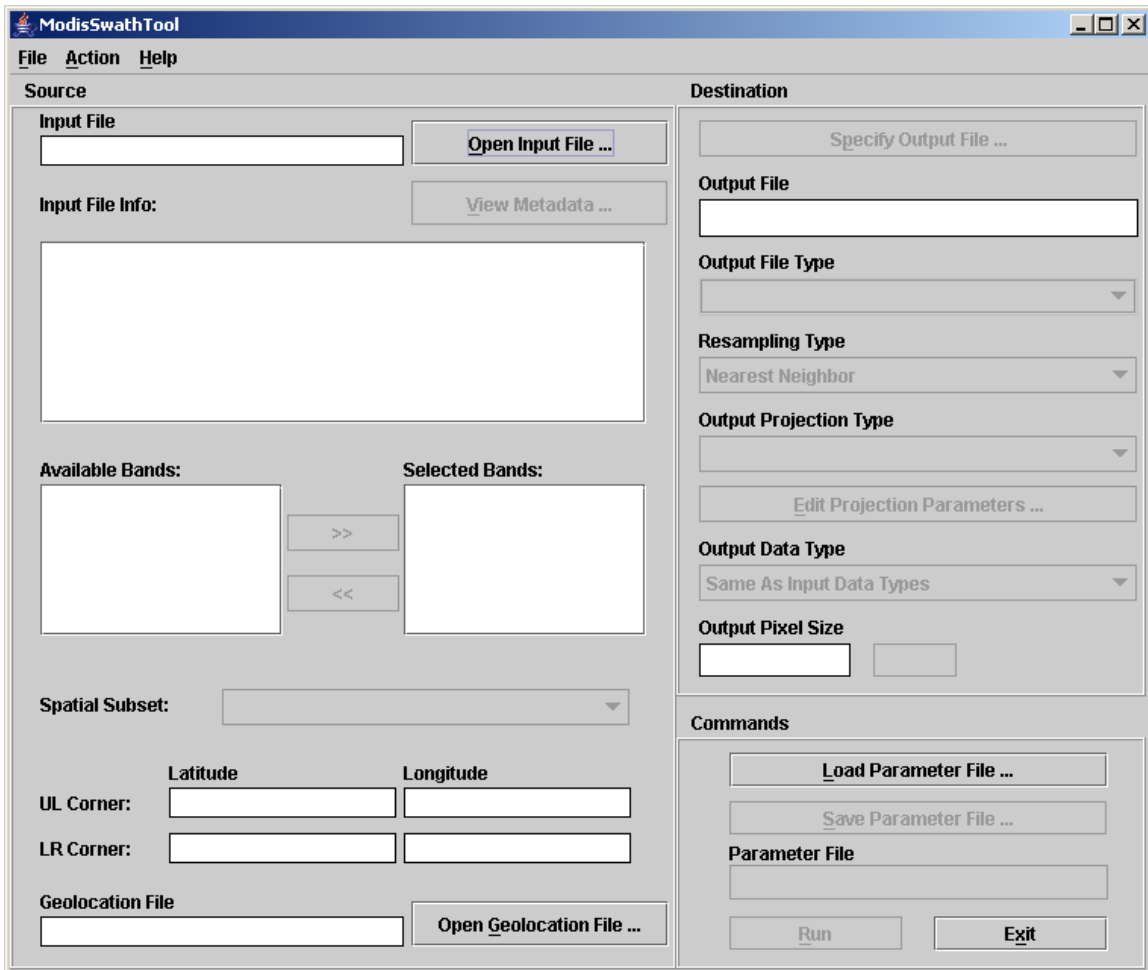 ModisSwathTool
File Action Help
Source
Input File
Open Input File ...
Input File Info:
View Metadata ...
Available Bands:
Selected Bands:
>>
<<
Spatial Subset:
Latitude
Longitude
UL Corner:
LR Corner:
Geolocation File
Open Geolocation File ...
Destination
Specify Output File ...
Output File
Output File Type
Resampling Type
Nearest Neighbor
Output Projection Type
Edit Projection Parameters ...
Output Data Type
Same As Input Data Types
Output Pixel Size
Commands
Load Parameter File ...
Save Parameter File ...
Parameter File
Run
Exit